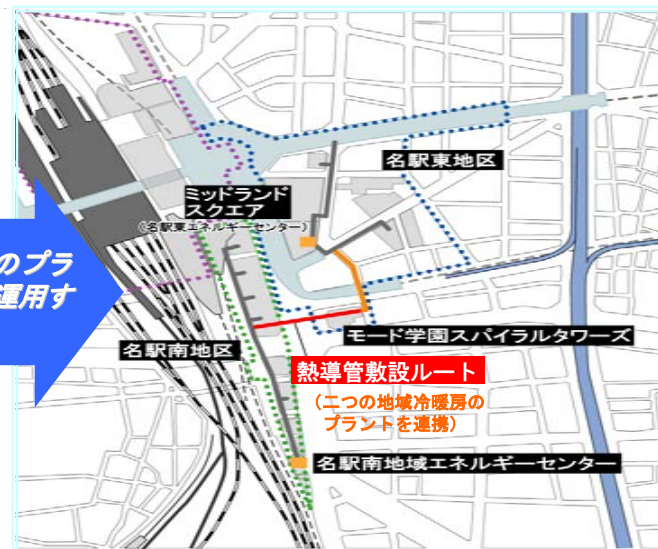 名駅東地区
ミッドランド
スクエア
(名駅東エネルギーセンター)
のプラ
運用す
モード学園スパイラルタワーズ
名駅南地区
熱導管敷設ルート
(二つの地域冷暖房の
プラントを連携)
名駅南地域エネルギーセンター